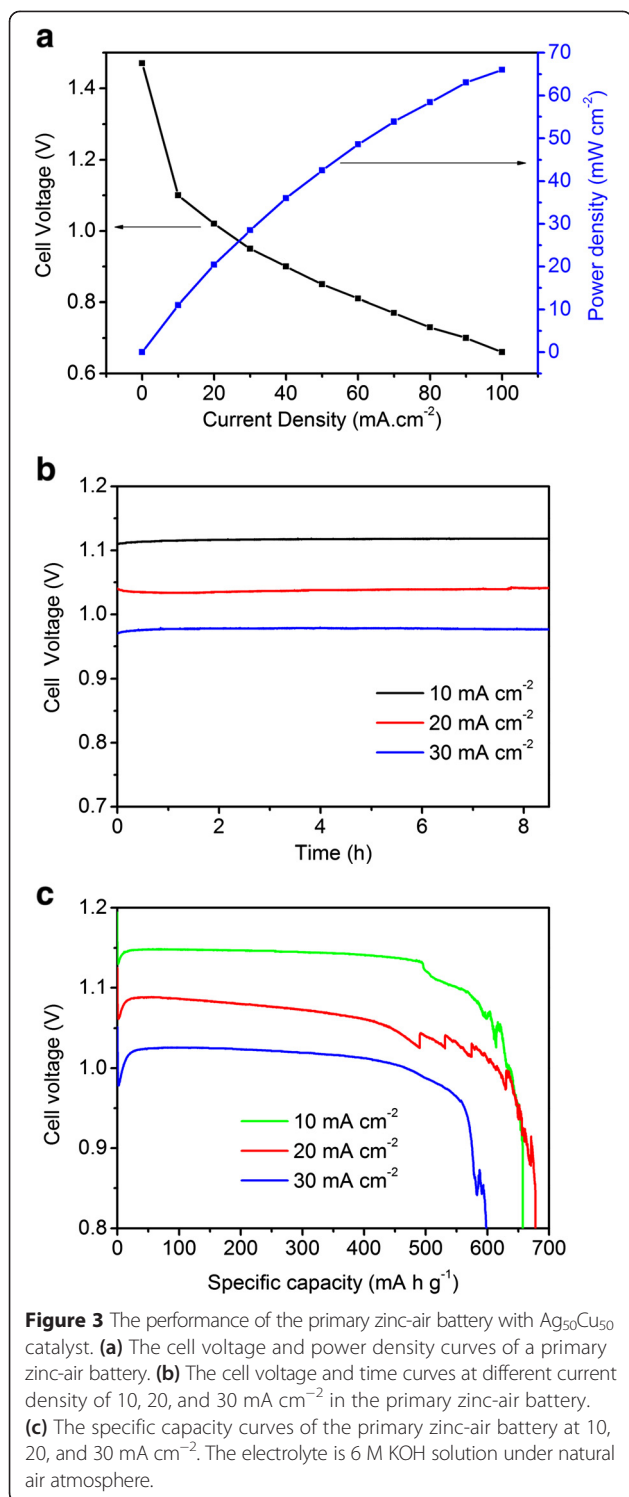 a
1.4
1.2
1.0
0.8
0.6
Cell Voltage (V)
70
60
50
40
30
20
10
0
Power density (mW cm⁻²)
0 20 40 60 80 100
Current Density (mA.cm⁻²)
b
1.2
1.1
1.0
0.9
0.8
0.7
Cell Voltage (V)
10 mA cm⁻²
20 mA cm⁻²
30 mA cm⁻²
0 2 4 6 8
Time (h)
c
1.2
1.1
1.0
0.9
0.8
Cell voltage (V)
10 mA cm⁻²
20 mA cm⁻²
30 mA cm⁻²
0 100 200 300 400 500 600 700
Specific capacity (mA h g⁻¹)
Figure 3 The performance of the primary zinc-air battery with Ag₅₀Cu₅₀
catalyst. (a) The cell voltage and power density curves of a primary
zinc-air battery. (b) The cell voltage and time curves at different current
density of 10, 20, and 30 mA cm⁻² in the primary zinc-air battery.
(c) The specific capacity curves of the primary zinc-air battery at 10,
20, and 30 mA cm⁻². The electrolyte is 6 M KOH solution under natural
air atmosphere.